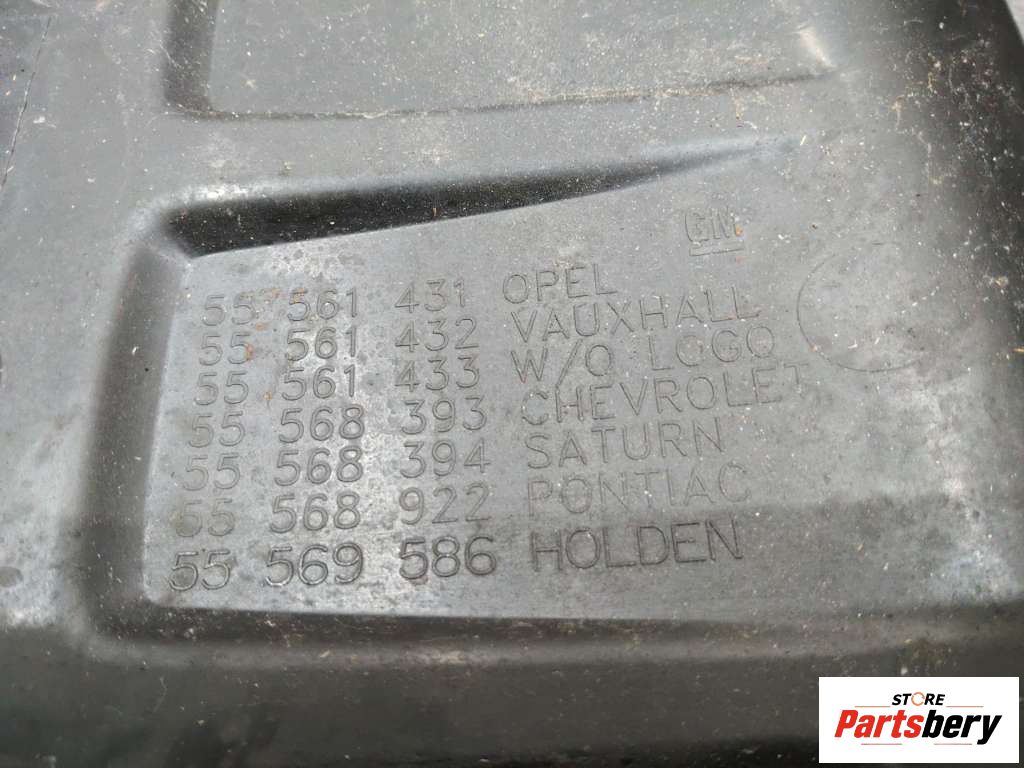 GM
55 561 431 OPEL
55 561 432 VAUXHALL
55 561 433 W/O LOGO
55 568 393 CHEVROLET
55 568 394 SATURN
55 568 922 PONTIAC
55 569 586 HOLDEN
STORE
Partsbery